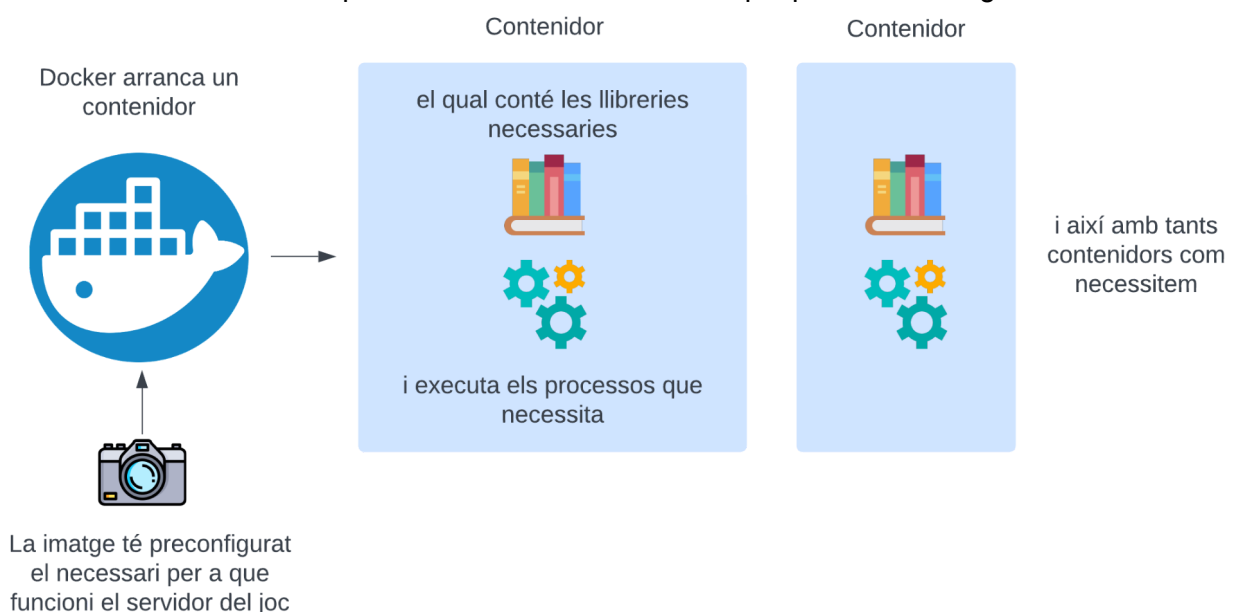 Contenidor
Contenidor
Docker arranca un
contenidor
el qual conté les llibreries
necessaries
i executa els processos que
necessita
i així amb tants
contenidors com
necessitem
La imatge té preconfigurat
el necessari per a que
funcioni el servidor del joc